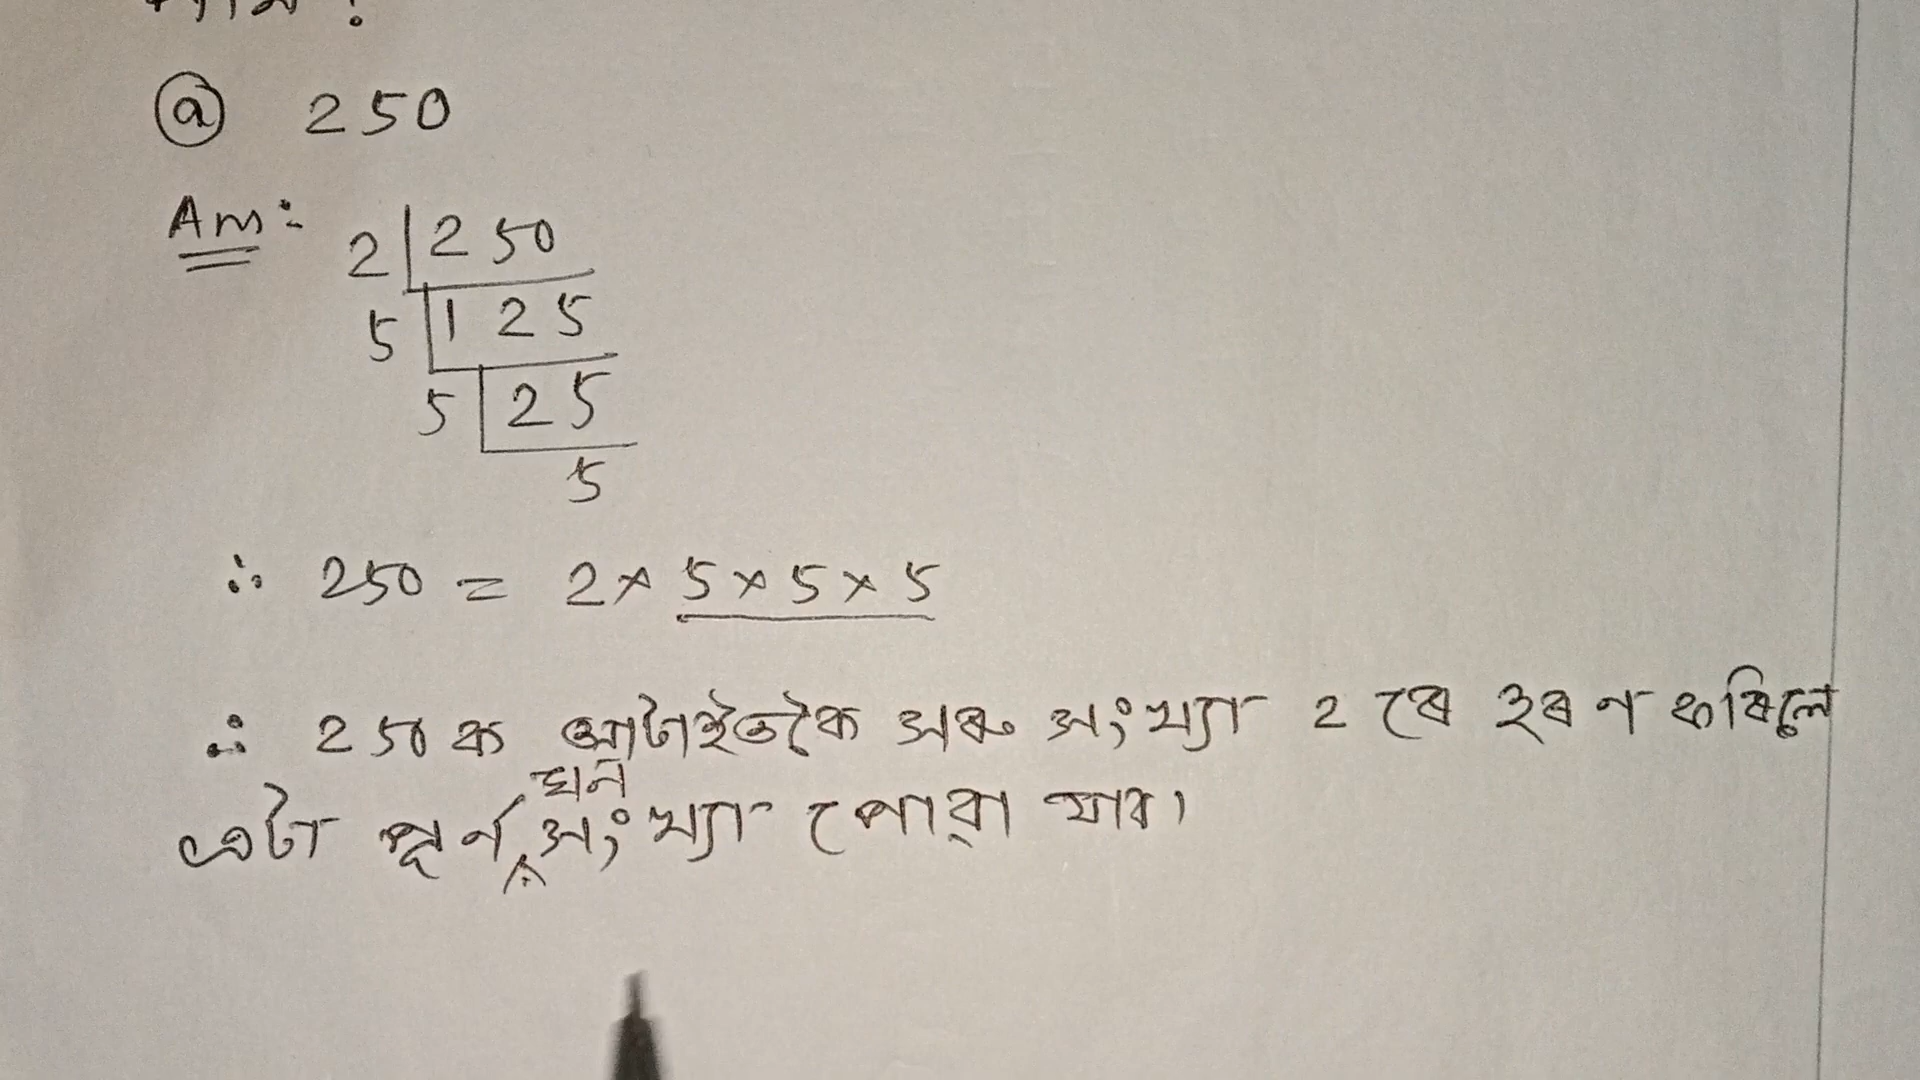 ⓐ 250
Ans:
2 | 250
5 | 125
5 | 25
5
∴ 250 = 2 × 5 × 5 × 5
∴ 250 ক আটাইতকৈ সৰু সংখ্যা 2 ৰে হৰণ কৰিলে
ঘন
এটা পূৰ্ণ সংখ্যা পোৱা যাব।